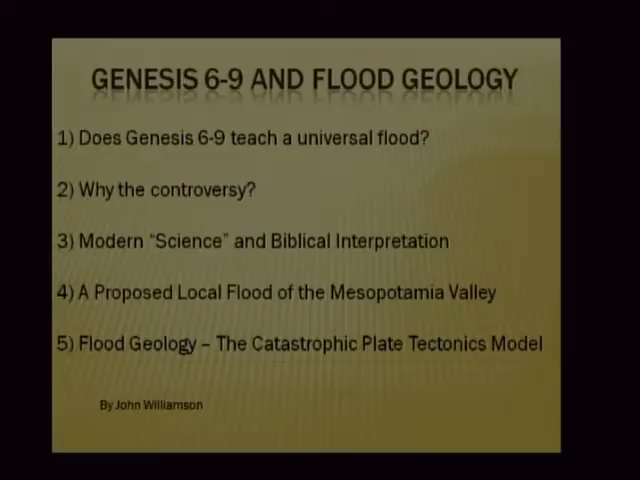 GENESIS 6-9 AND FLOOD GEOLOGY
1) Does Genesis 6-9 teach a universal flood?
2) Why the controversy?
3) Modern “Science” and Biblical Interpretation
4) A Proposed Local Flood of the Mesopotamia Valley
5) Flood Geology – The Catastrophic Plate Tectonics Model
By John Williamson